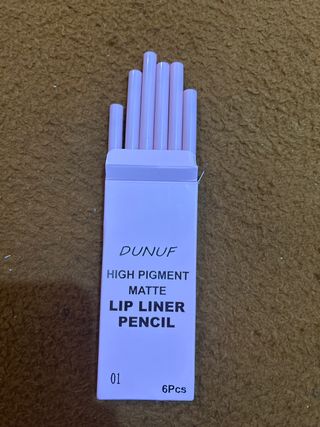 DUNUF
HIGH PIGMENT
MATTE
LIP LINER
PENCIL
01
6Pcs